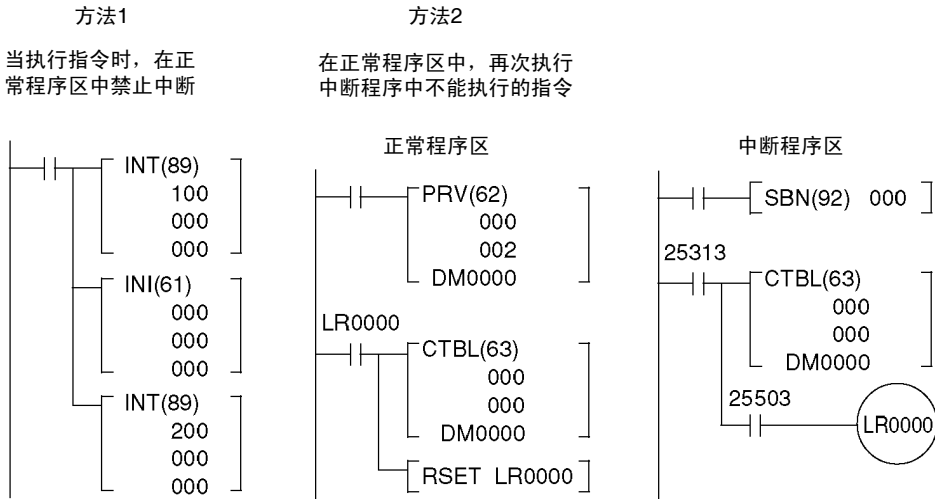 方法1
当执行指令时，在正
常程序区中禁止中断
INT(89)
100
000
000
INI(61)
000
000
000
INT(89)
200
000
000
方法2
在正常程序区中，再次执行
中断程序中不能执行的指令
正常程序区
PRV(62)
000
002
DM0000
LR0000
CTBL(63)
000
000
DM0000
RSET LR0000
中断程序区
SBN(92) 000
25313
CTBL(63)
000
000
DM0000
25503
LR0000